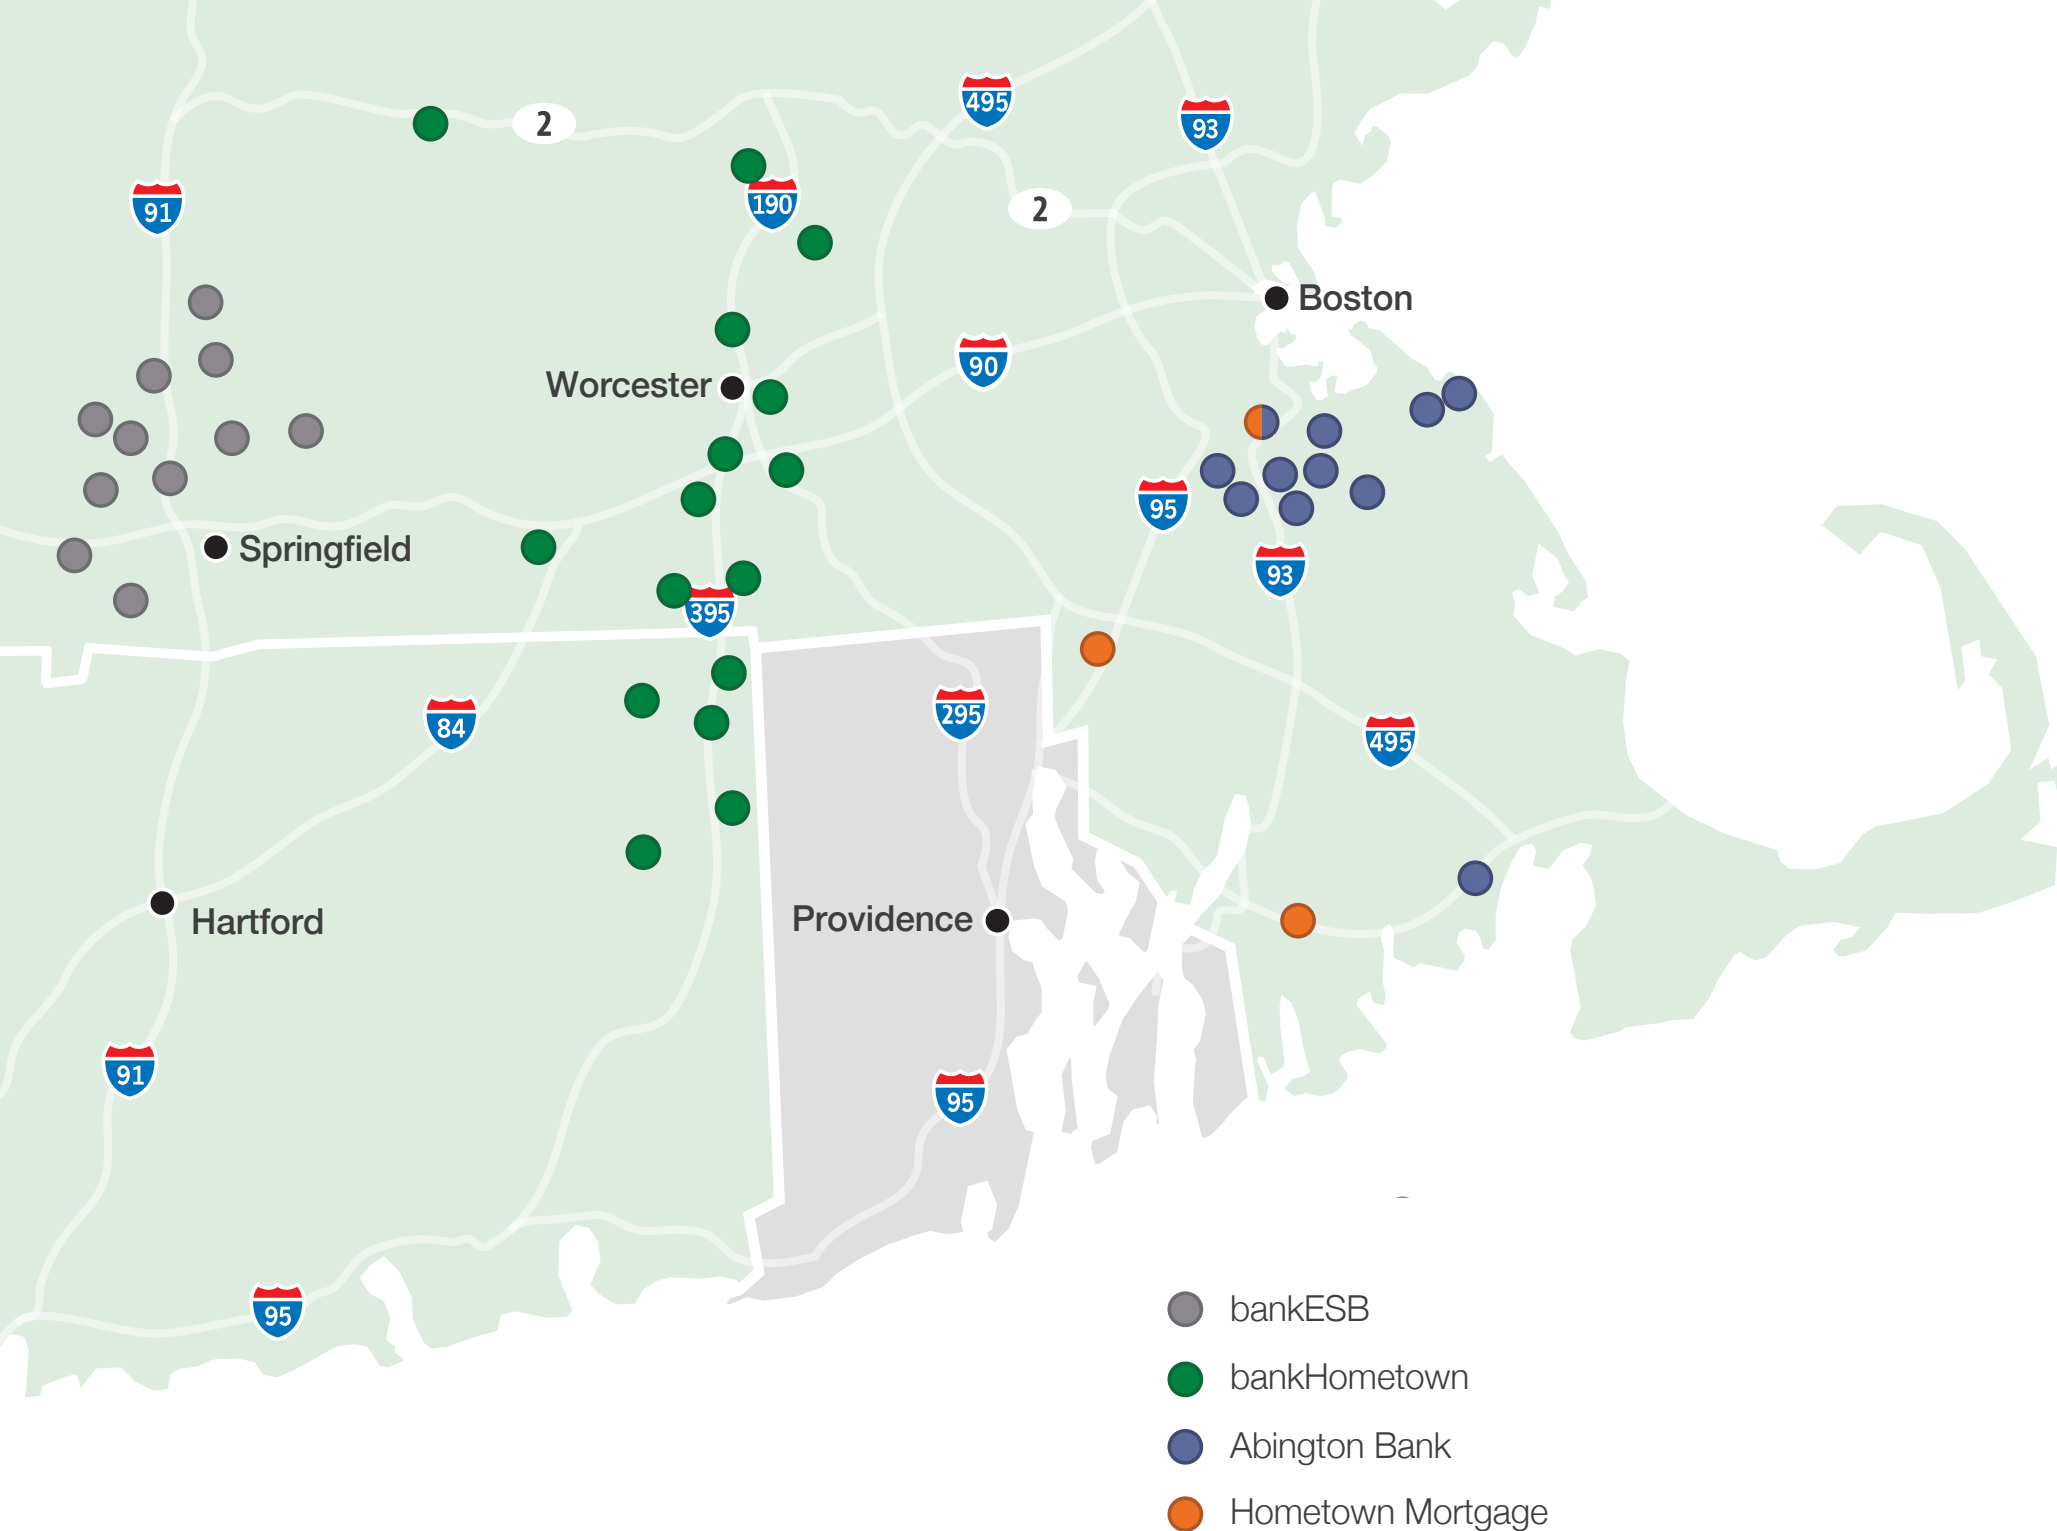 495
93
2
91
190
2
Boston
90
Worcester
95
Springfield
93
395
295
84
495
Providence
Hartford
91
95
95
bankESB
bankHometown
Abington Bank
Hometown Mortgage